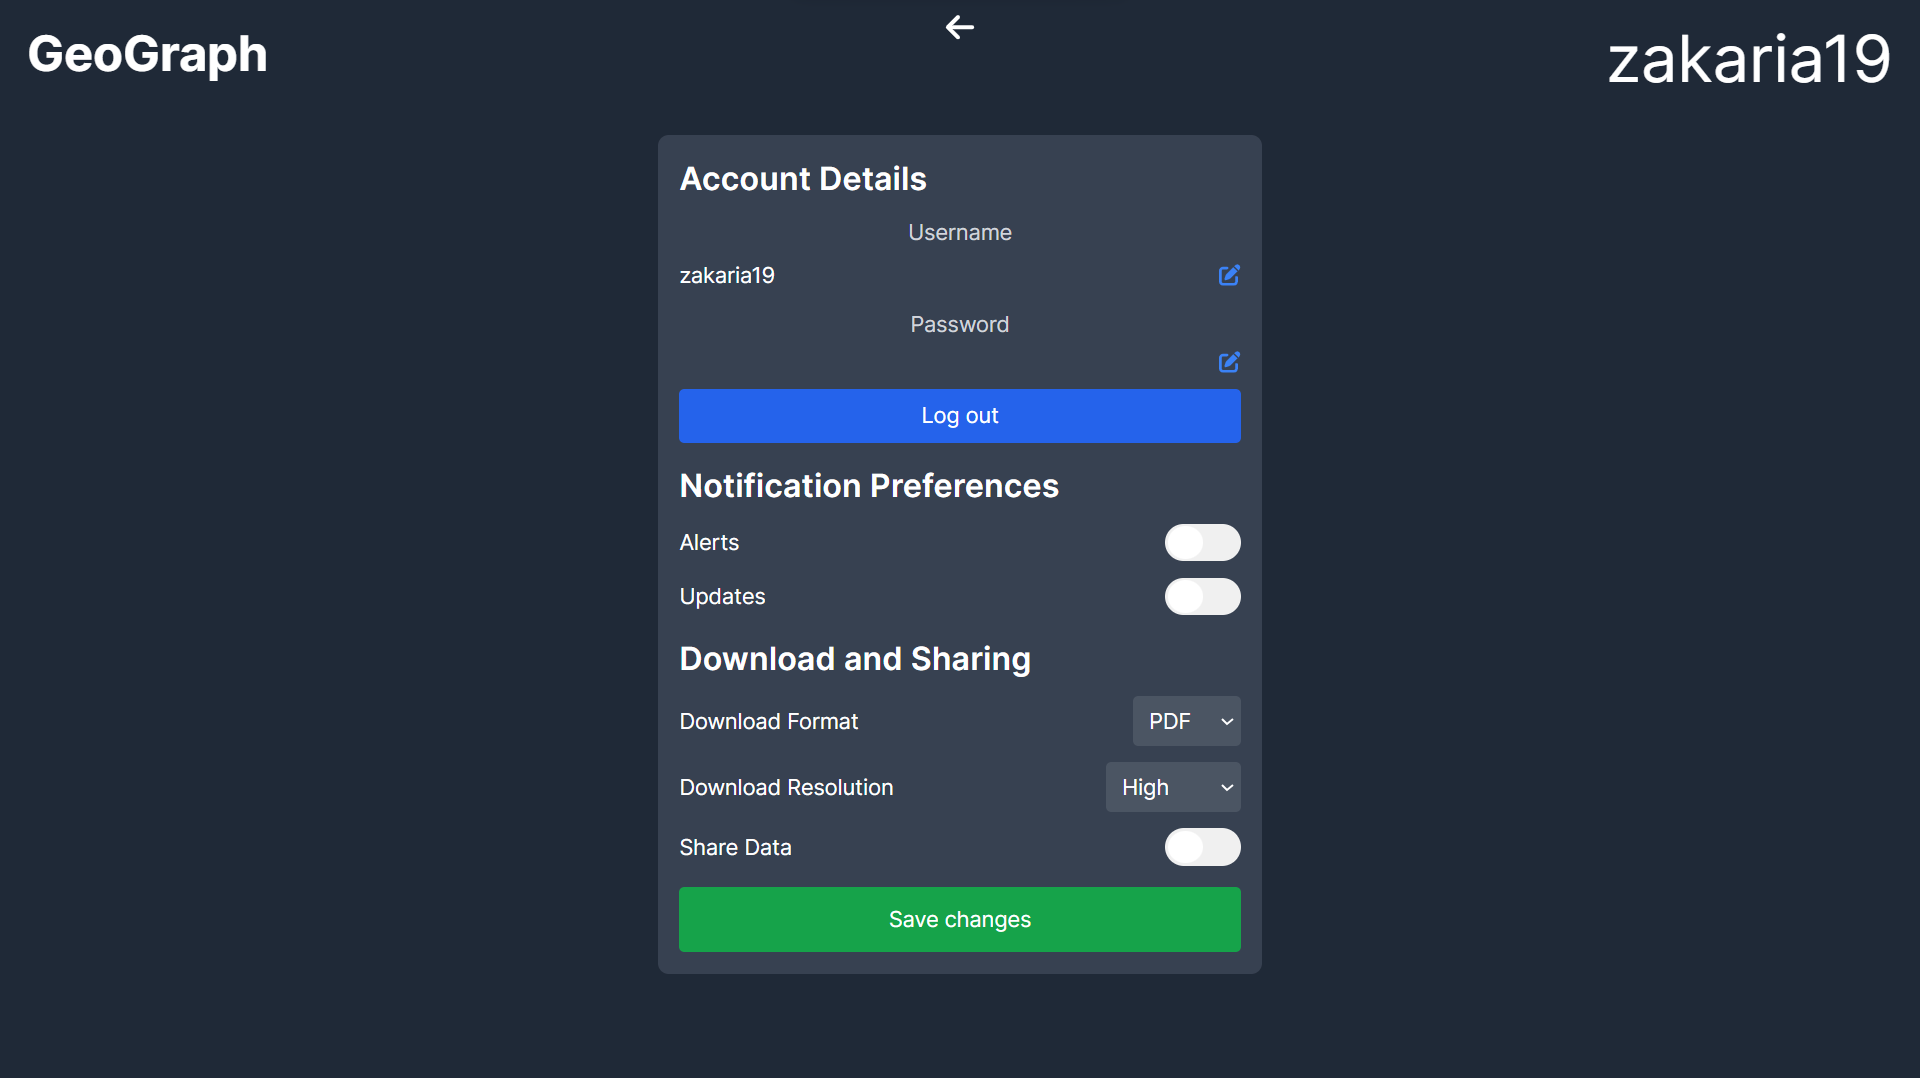 GeoGraph
zakaria19
Account Details
Username
zakaria19
Password
Log out
Notification Preferences
Alerts
Updates
Download and Sharing
Download Format
PDF
Download Resolution
High
Share Data
Save changes